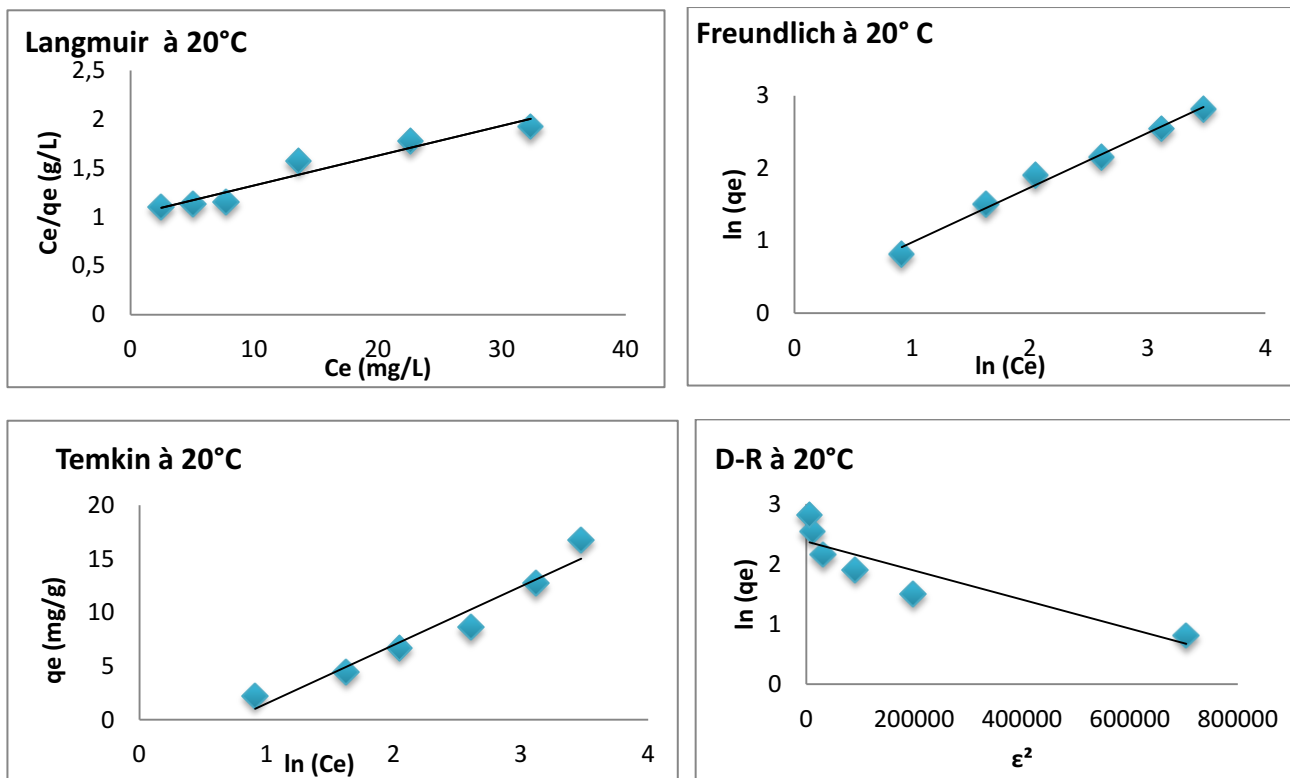 Langmuir à 20°C
2,5
2
1,5
1
0,5
0
Ce/qe (g/L)
0 10 20 30 40
Ce (mg/L)
Freundlich à 20° C
3
2
1
0
ln (qe)
0 1 2 3 4
ln (Ce)
Temkin à 20°C
20
15
10
5
0
qe (mg/g)
0 1 2 3 4
ln (Ce)
D-R à 20°C
3
2
1
0
ln (qe)
0 200000 400000 600000 800000
ε²